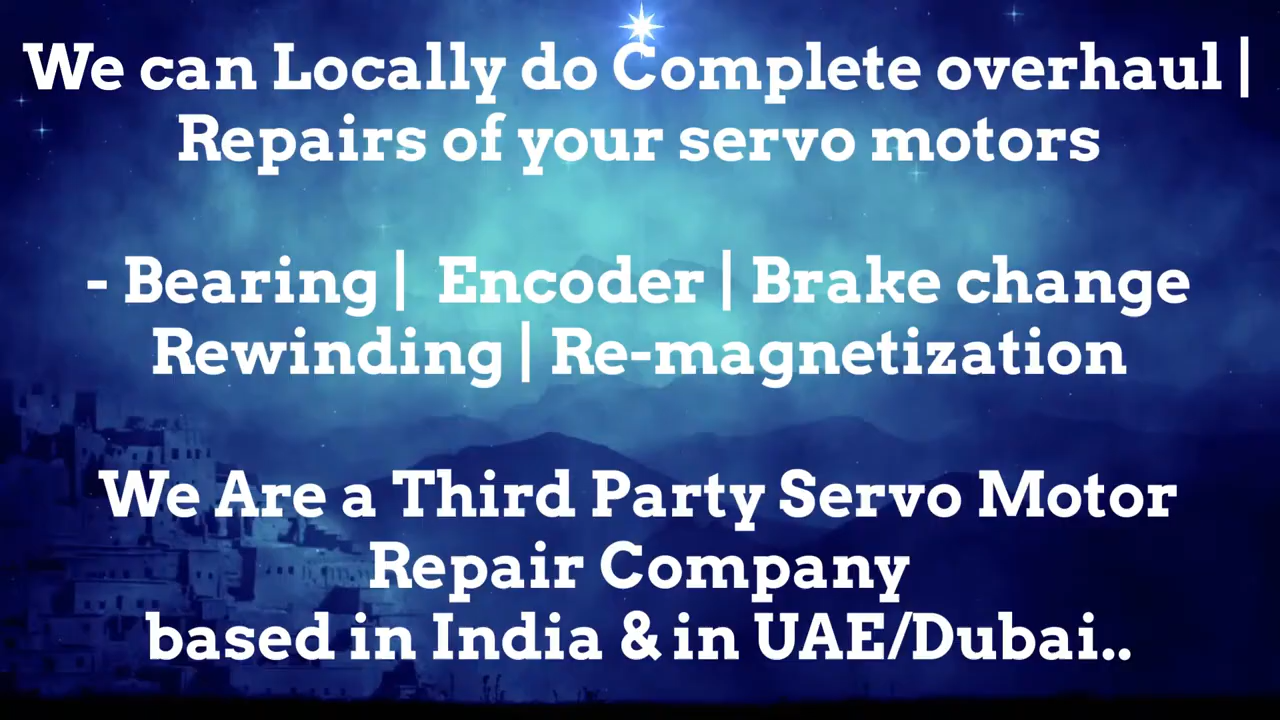 We can Locally do Complete overhaul |
Repairs of your servo motors
- Bearing |  Encoder | Brake change
Rewinding | Re-magnetization
We Are a Third Party Servo Motor
Repair Company
based in India & in UAE/Dubai..